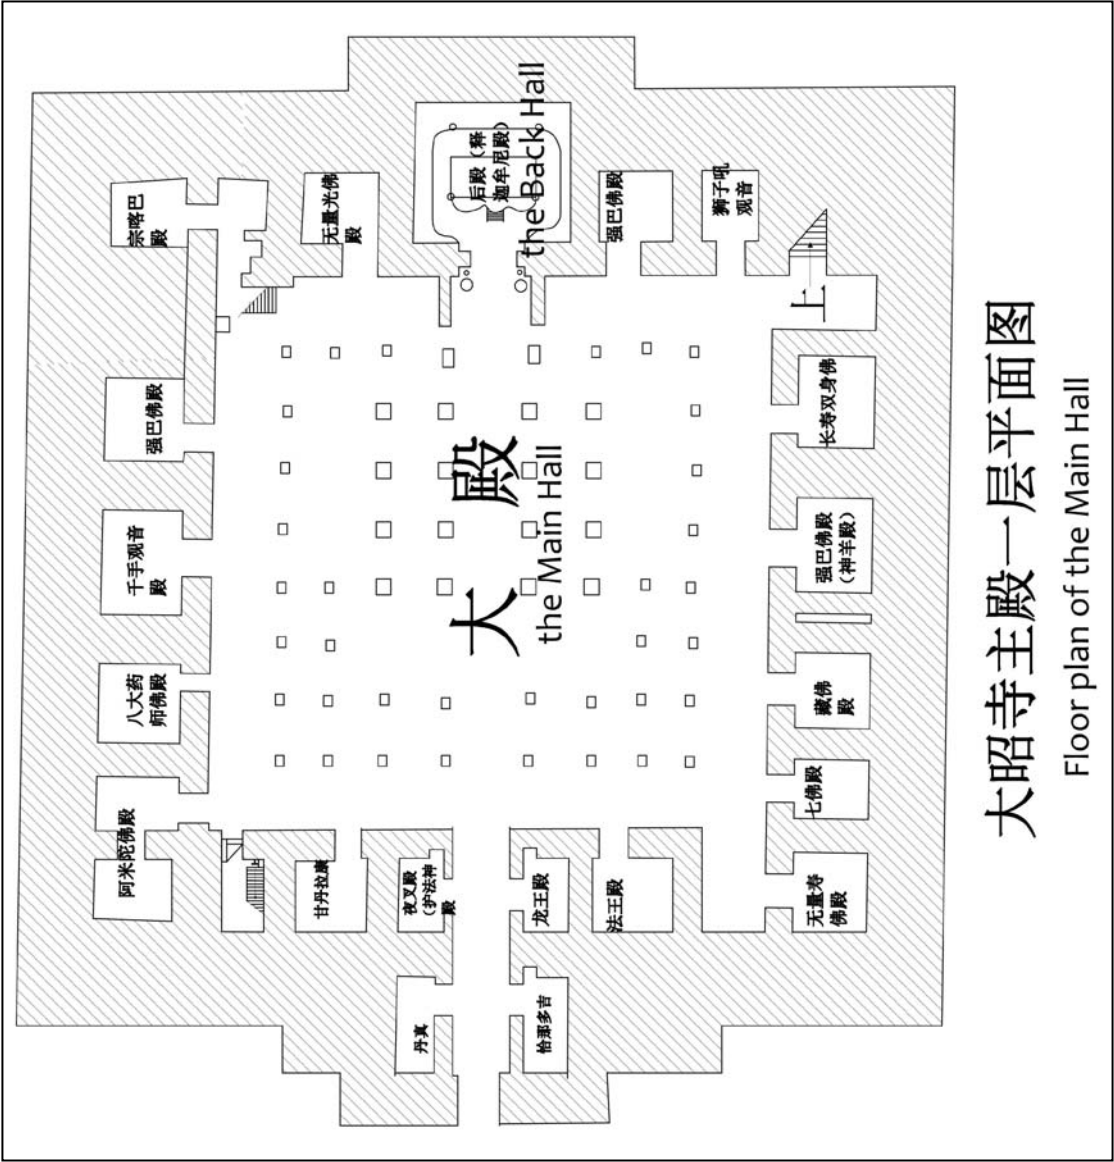 大昭寺主殿一层平面图
Floor plan of the Main Hall
宗喀巴
殿
无量光佛
殿
后殿（释
迦牟尼殿）
the Back Hall
强巴佛殿
狮子吼
观音
上
强巴佛殿
千手观音
殿
八大药
师佛殿
阿米陀佛殿
大 殿
the Main Hall
长寿双身佛
强巴佛殿
（神羊殿）
藏佛
殿
七佛殿
无量寿
佛殿
甘丹拉康
夜叉殿
（护法神
殿
龙王殿
法王殿
丹真
恰那多吉